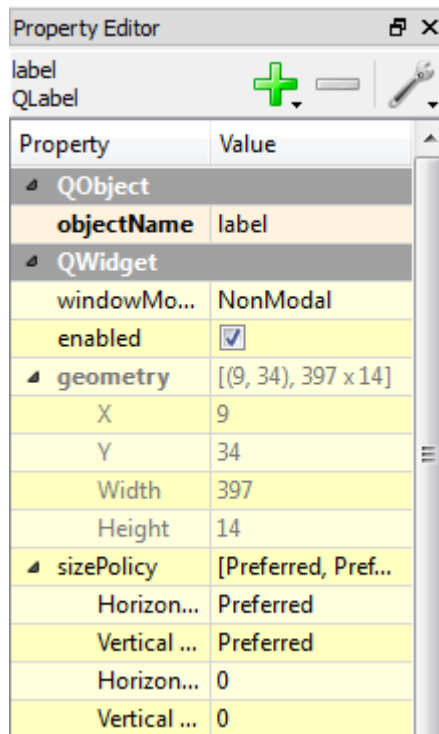 Property Editor
label
QLabel
Property Value
QObject
objectName label
QWidget
windowMo... NonModal
enabled
geometry [(9, 34), 397 x 14]
X 9
Y 34
Width 397
Height 14
sizePolicy [Preferred, Pref...
Horizon... Preferred
Vertical ... Preferred
Horizon... 0
Vertical ... 0